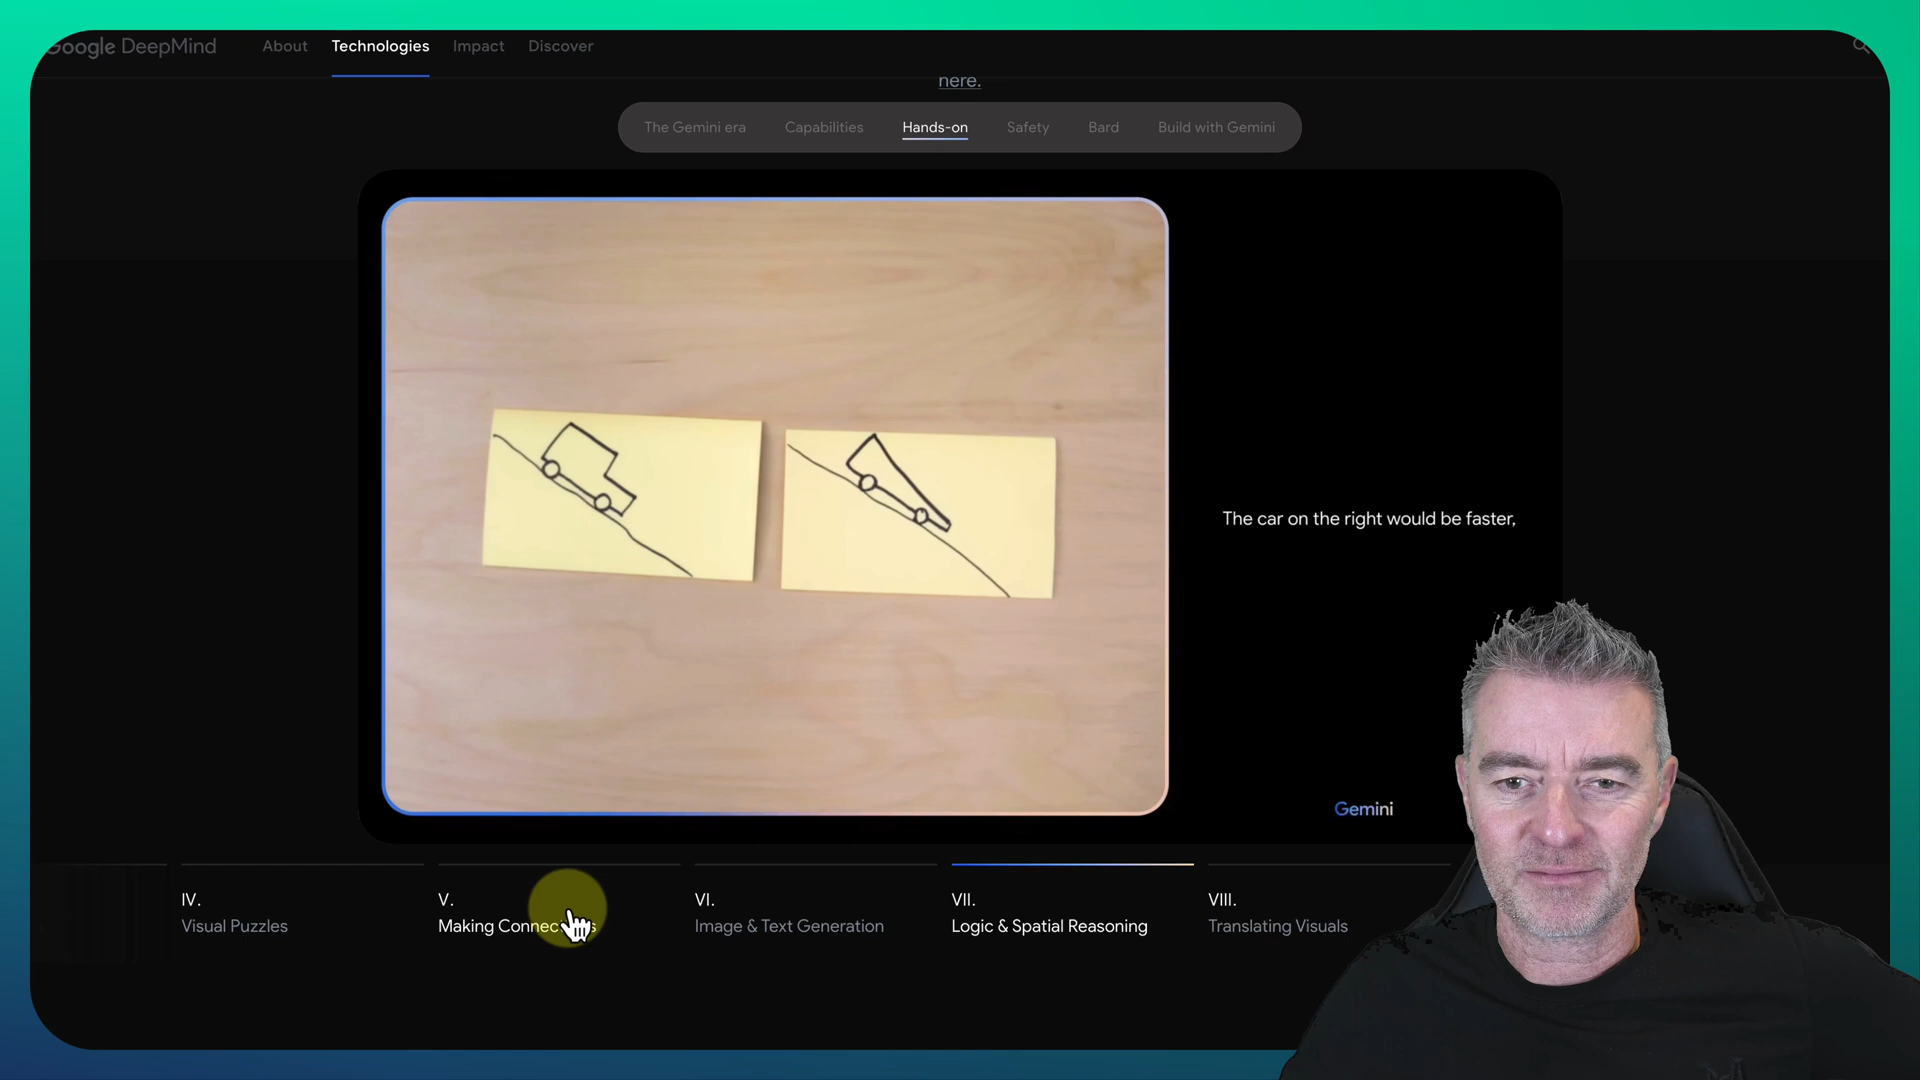 Google DeepMind
About
Technologies
Impact
Discover
here.
The Gemini era
Capabilities
Hands-on
Safety
Bard
Build with Gemini
The car on the right would be faster,
Gemini
IV.
Visual Puzzles
V.
Making Connec
VI.
Image & Text Generation
VII.
Logic & Spatial Reasoning
VIII.
Translating Visuals